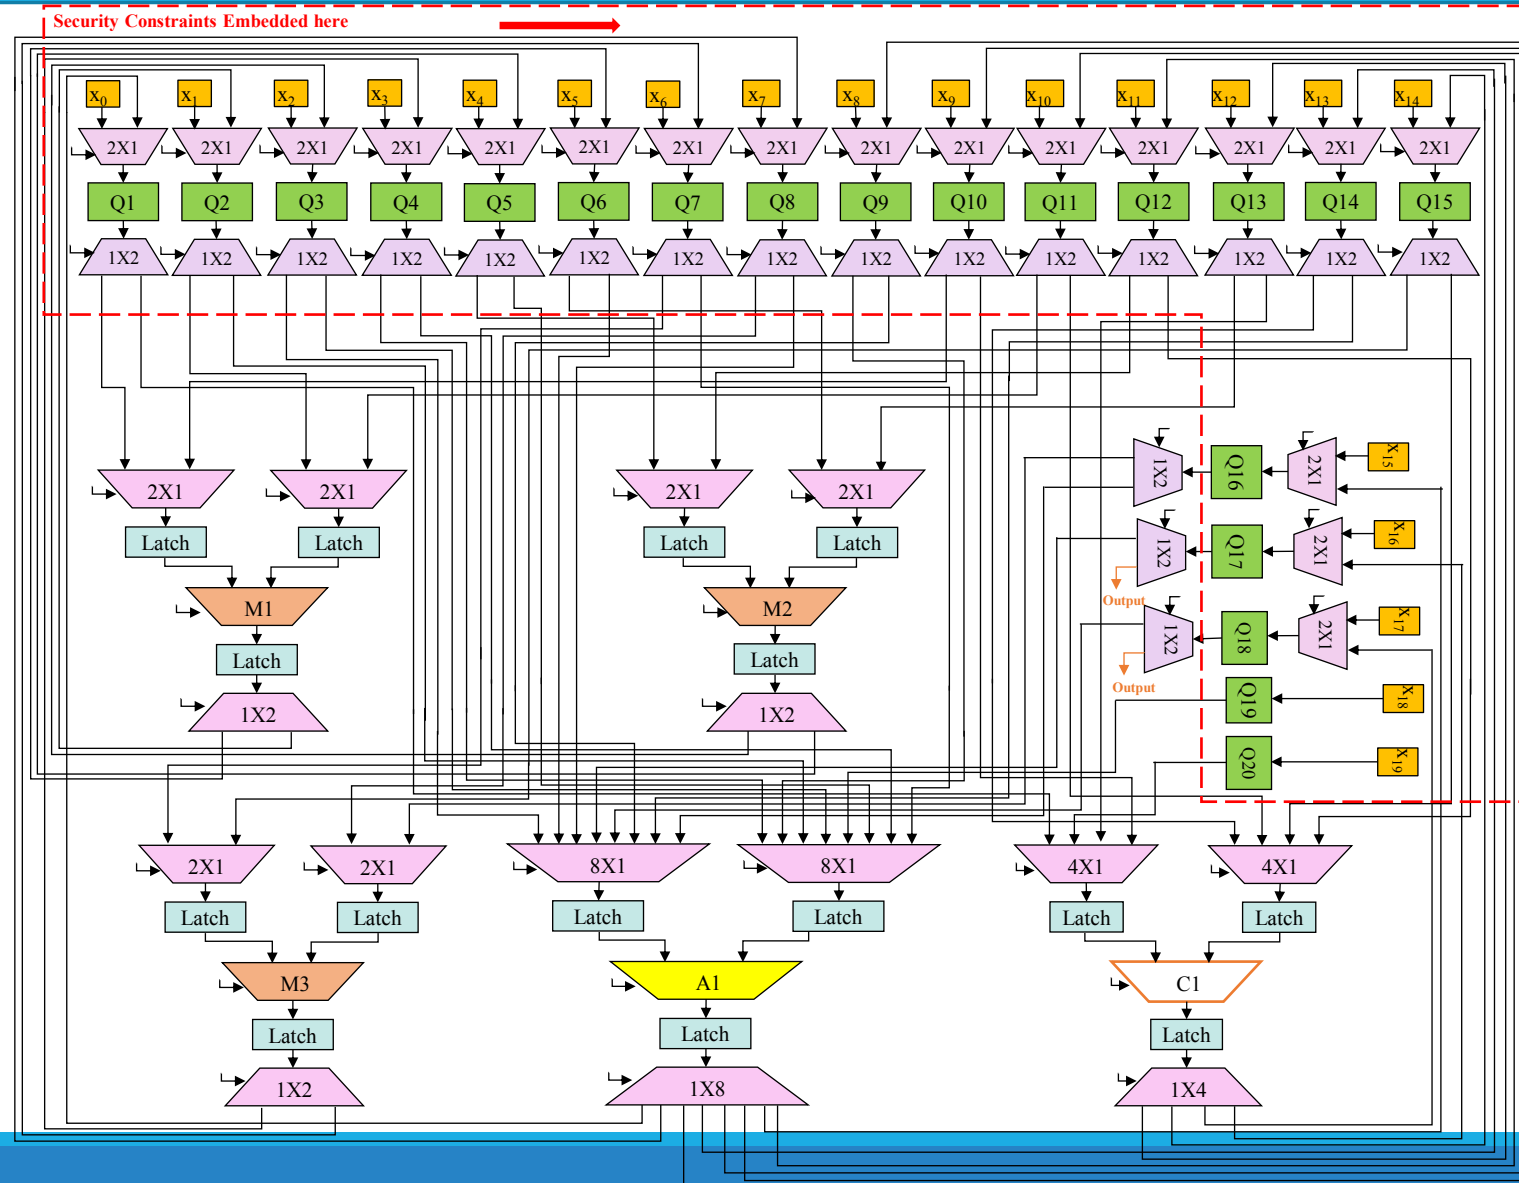 Security Constraints Embedded here
x0 x1 x2 x3 x4 x5 x6 x7 x8 x9 x10 x11 x12 x13 x14
2X1 2X1 2X1 2X1 2X1 2X1 2X1 2X1 2X1 2X1 2X1 2X1 2X1 2X1 2X1
Q1 Q2 Q3 Q4 Q5 Q6 Q7 Q8 Q9 Q10 Q11 Q12 Q13 Q14 Q15
1X2 1X2 1X2 1X2 1X2 1X2 1X2 1X2 1X2 1X2 1X2 1X2 1X2 1X2 1X2
1X2 Q16 2X1 x15
2X1 2X1 2X1 2X1
Latch Latch Latch Latch
1X2 Q17 2X1 x16
Output
M1 M2
1X2 Q18 2X1 x17
Latch Latch
Output
1X2 1X2
Q19 x18
Q20 x19
2X1 2X1 8X1 8X1 4X1 4X1
Latch Latch Latch Latch Latch Latch
M3 A1 C1
Latch Latch Latch
1X2 1X8 1X4